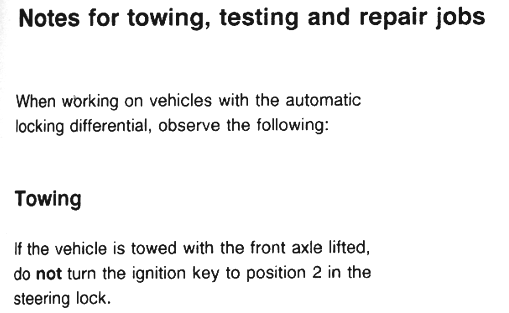 Notes for towing, testing and repair jobs
When working on vehicles with the automatic
locking differential, observe the following:
Towing
If the vehicle is towed with the front axle lifted,
do not turn the ignition key to position 2 in the
steering lock.